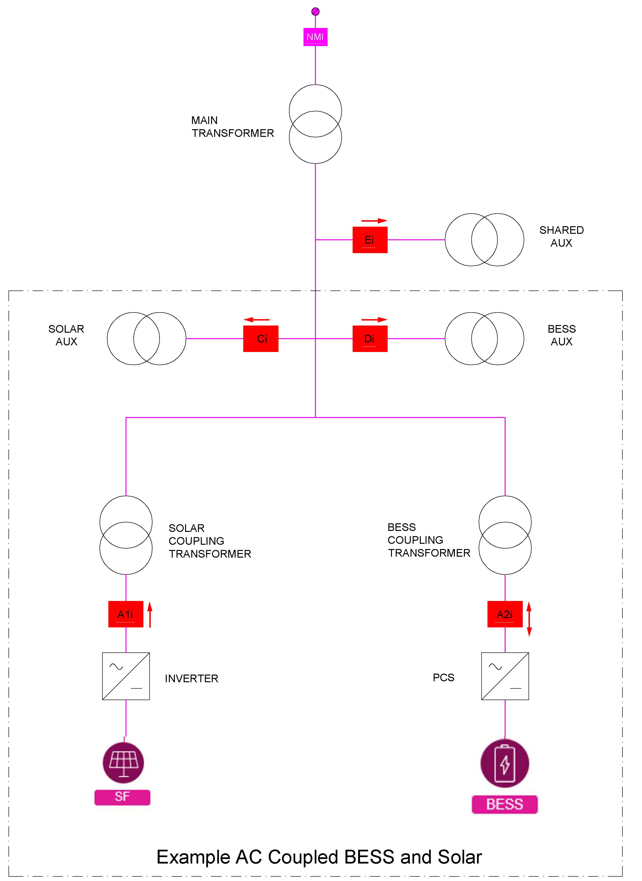 NMI
MAIN
TRANSFORMER
Ei
SHARED
AUX
SOLAR
AUX
Ci
Di
BESS
AUX
SOLAR
COUPLING
TRANSFORMER
BESS
COUPLING
TRANSFORMER
A1i
A2i
INVERTER
PCS
SF
BESS
Example AC Coupled BESS and Solar